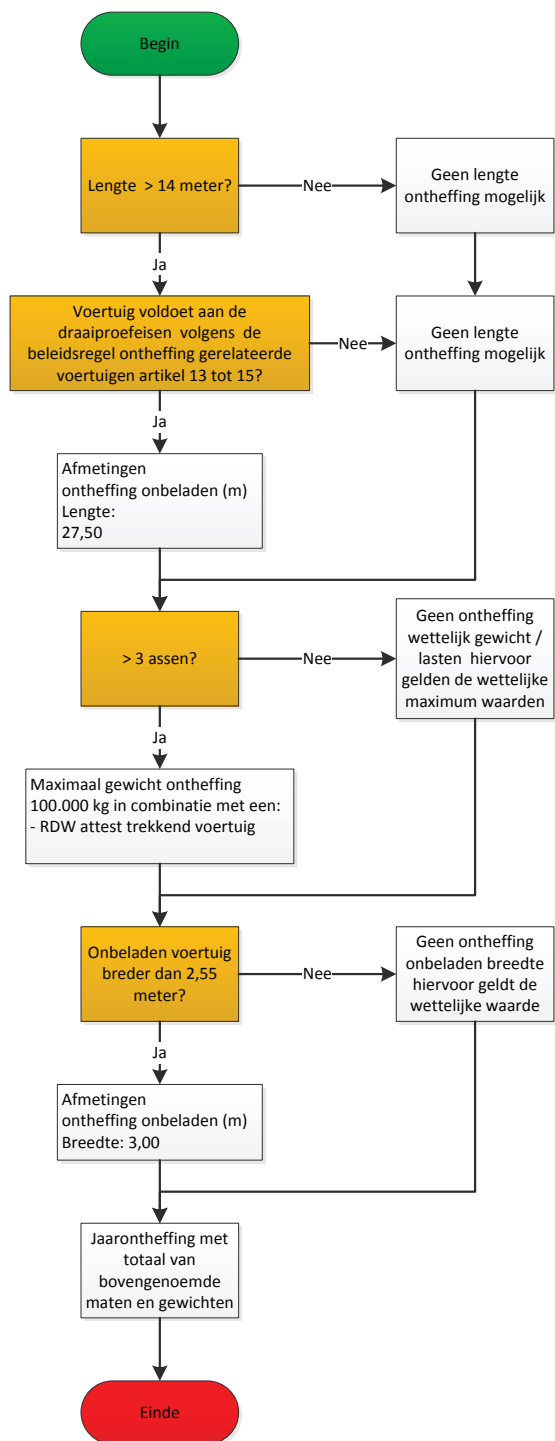 Begin
Lengte > 14 meter?
Nee
Geen lengte
ontheffing mogelijk
Ja
Voertuig voldoet aan de
draaiproefeisen volgens de
beleidsregel ontheffing gerelateerde
voertuigen artikel 13 tot 15?
Nee
Geen lengte
ontheffing mogelijk
Ja
Afmetingen
ontheffing onbeladen (m)
Lengte:
27,50
> 3 assen?
Nee
Geen ontheffing
wettelijk gewicht /
lasten hiervoor
gelden de wettelijke
maximum waarden
Ja
Maximaal gewicht ontheffing
100.000 kg in combinatie met een:
- RDW attest trekkend voertuig
Onbeladen voertuig
breder dan 2,55
meter?
Nee
Geen ontheffing
onbeladen breedte
hiervoor geldt de
wettelijke waarde
Ja
Afmetingen
ontheffing onbeladen (m)
Breedte: 3,00
Jaarontheffing met
totaal van
bovengenoemde
maten en gewichten
Einde